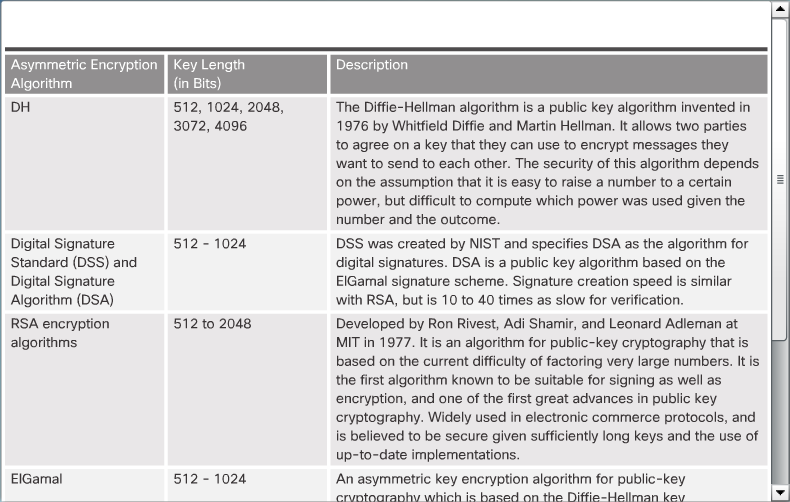 Asymmetric Encryption
Algorithm
Key Length
(in Bits)
Description
DH
512, 1024, 2048,
3072, 4096
The Diffie-Hellman algorithm is a public key algorithm invented in
1976 by Whitfield Diffie and Martin Hellman. It allows two parties
to agree on a key that they can use to encrypt messages they
want to send to each other. The security of this algorithm depends
on the assumption that it is easy to raise a number to a certain
power, but difficult to compute which power was used given the
number and the outcome.
Digital Signature
Standard (DSS) and
Digital Signature
Algorithm (DSA)
512 - 1024
DSS was created by NIST and specifies DSA as the algorithm for
digital signatures. DSA is a public key algorithm based on the
ElGamal signature scheme. Signature creation speed is similar
with RSA, but is 10 to 40 times as slow for verification.
RSA encryption
algorithms
512 to 2048
Developed by Ron Rivest, Adi Shamir, and Leonard Adleman at
MIT in 1977. It is an algorithm for public-key cryptography that is
based on the current difficulty of factoring very large numbers. It is
the first algorithm known to be suitable for signing as well as
encryption, and one of the first great advances in public key
cryptography. Widely used in electronic commerce protocols, and
is believed to be secure given sufficiently long keys and the use of
up-to-date implementations.
ElGamal
512 - 1024
An asymmetric key encryption algorithm for public-key
cryptography which is based on the Diffie-Hellman key